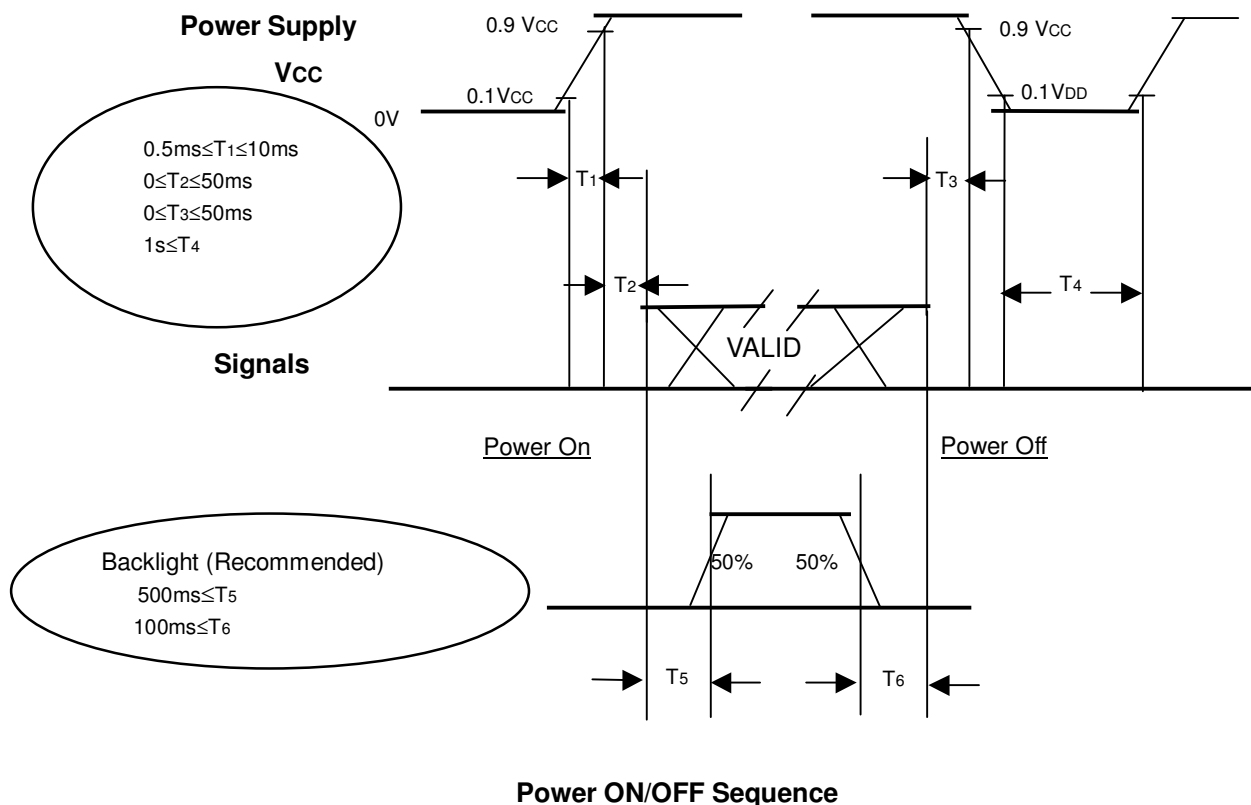 Power Supply
0.9 VCC
0.9 VCC
VCC
0.1VCC
0.1VDD
0V
0.5ms≤T1≤10ms
0≤T2≤50ms
0≤T3≤50ms
1s≤T4
T1
T3
T2
T4
VALID
Signals
Power On
Power Off
Backlight (Recommended)
500ms≤T5
100ms≤T6
50%
50%
T5
T6
Power ON/OFF Sequence